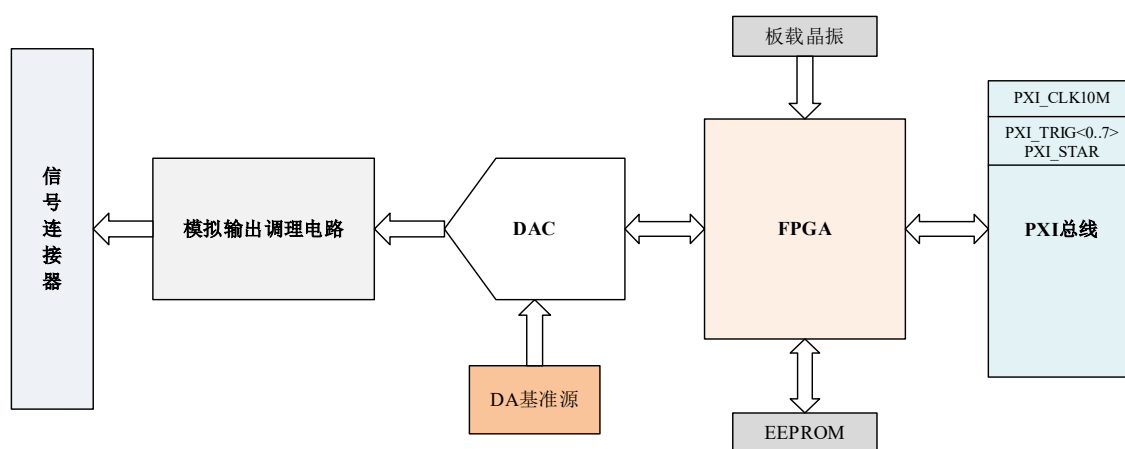 板载晶振
PXI_CLK10M
PXI_TRIG<0..7>
PXI_STAR
信
号
连
接
器
模拟输出调理电路
DAC
FPGA
PXI总线
DA基准源
EEPROM